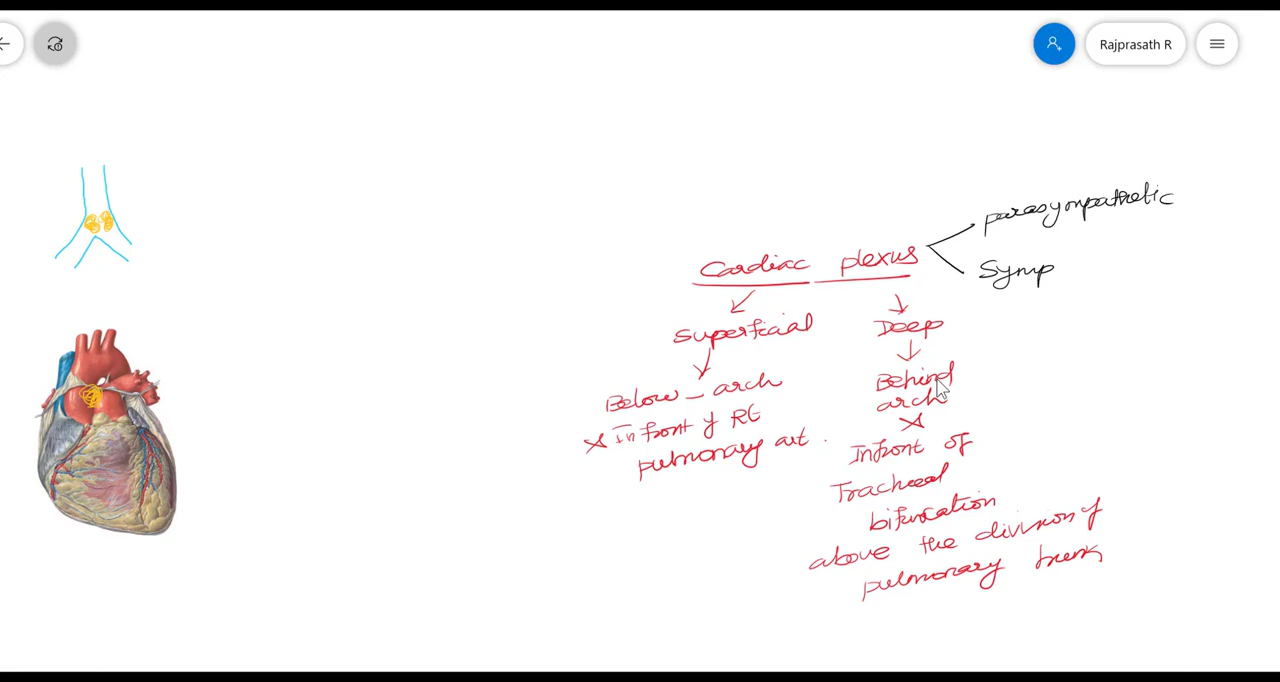 Rajprasath R
parasympathetic
Cardiac plexus
Symp
Superficial
Below - arch
Infront of Rt
pulmonary art.
Deep
Behind
arch
Infront of
Tracheal
bifurcation
above the division of
pulmonary trunk